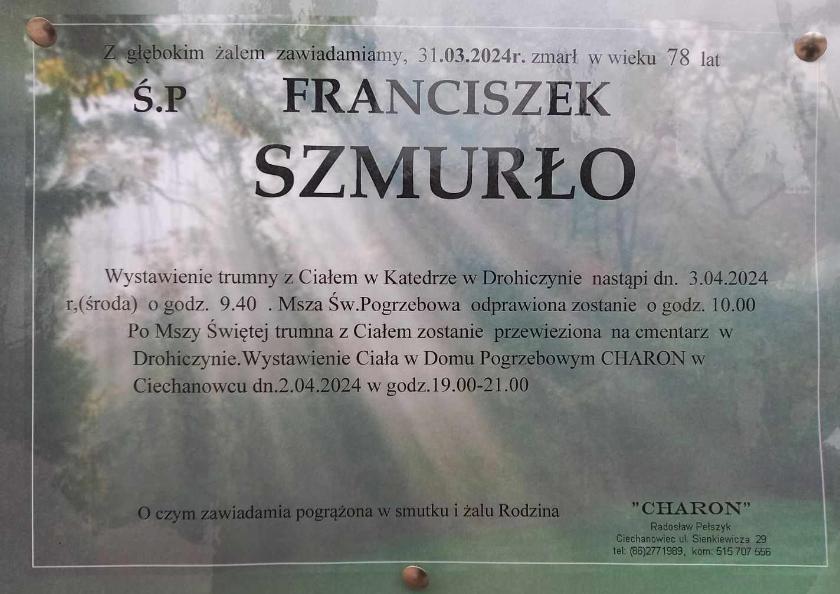 Z głębokim żalem zawiadamiamy, 31.03.2024r. zmarł w wieku 78 lat
Ś.P FRANCISZEK
SZMURŁO
Wystawienie trumny z Ciałem w Katedrze w Drohiczynie nastąpi dn. 3.04.2024
r,(środa) o godz. 9.40 . Msza Św.Pogrzebowa odprawiona zostanie o godz. 10.00
Po Mszy Świętej trumna z Ciałem zostanie przewieziona na cmentarz w
Drohiczynie.Wystawienie Ciała w Domu Pogrzebowym CHARON w
Ciechanowcu dn.2.04.2024 w godz.19.00-21.00
O czym zawiadamia pogrążona w smutku i żalu Rodzina
"CHARON"
Radosław Pełszyk
Ciechanowiec ul. Sienkiewicza 29
tel: (86)2771989, kom: 515 707 556